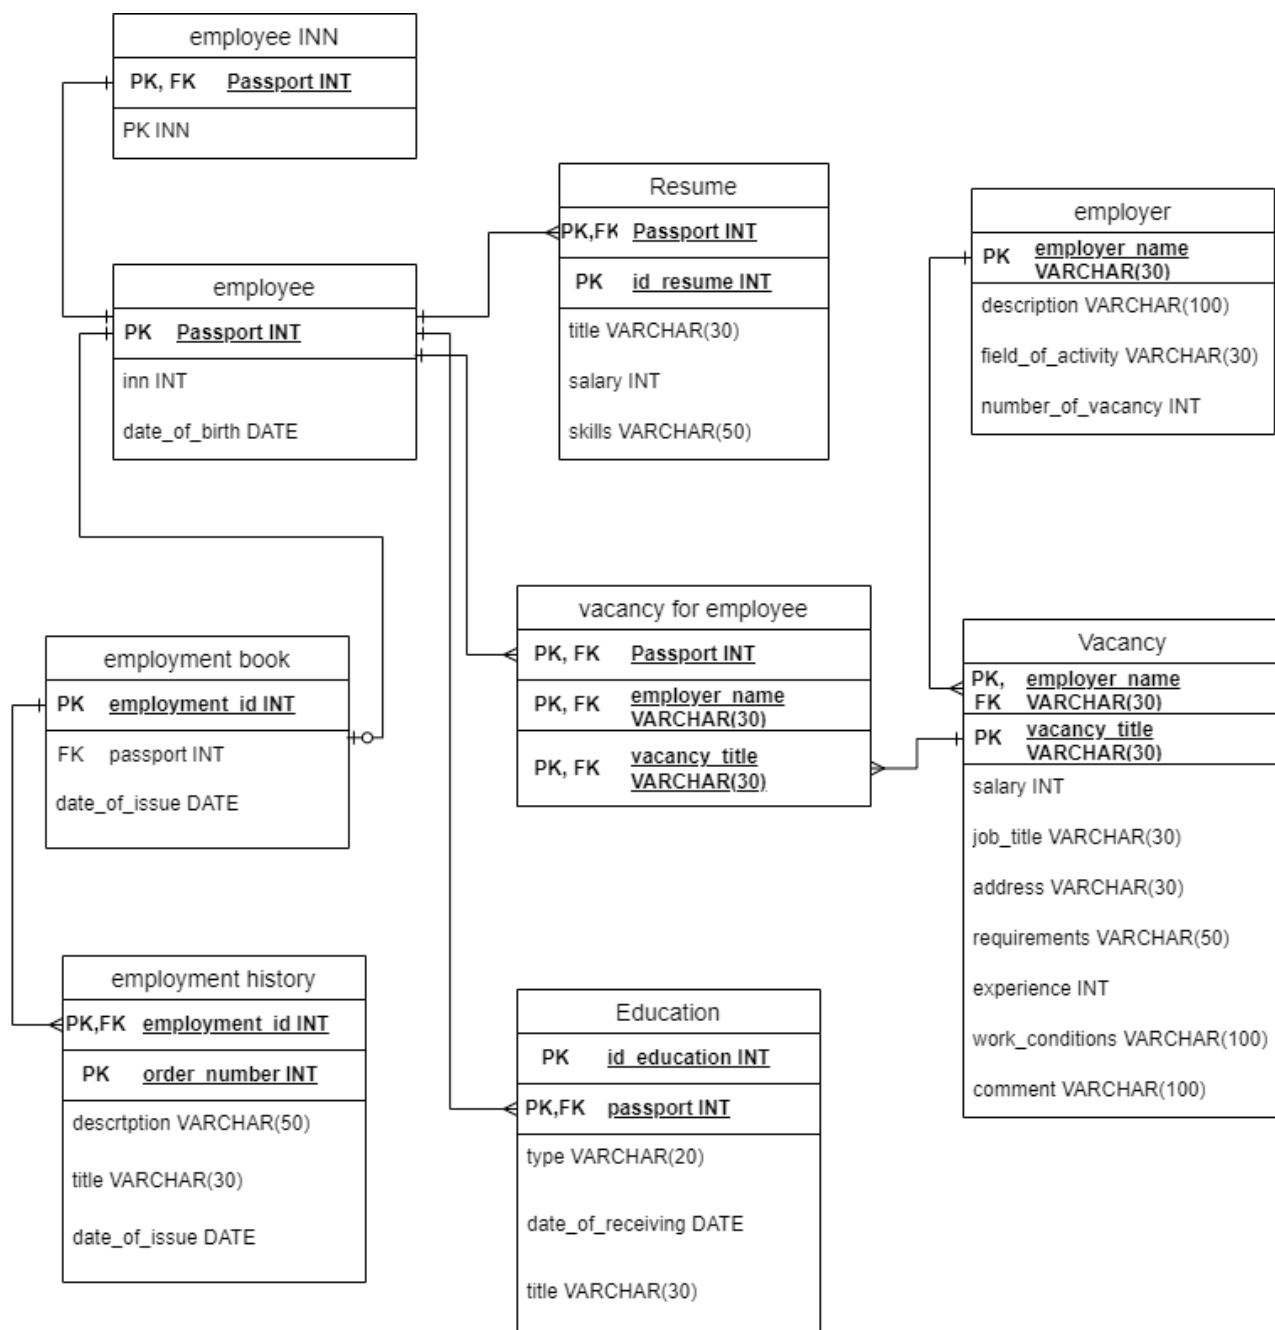 employee INN
PK, FK Passport INT
PK INN
employee
PK Passport INT
inn INT
date_of_birth DATE
Resume
PK,FK Passport INT
PK id_resume INT
title VARCHAR(30)
salary INT
skills VARCHAR(50)
employer
PK employer_name
VARCHAR(30)
description VARCHAR(100)
field_of_activity VARCHAR(30)
number_of_vacancy INT
employment book
PK employment_id INT
FK passport INT
date_of_issue DATE
vacancy for employee
PK, FK Passport INT
PK, FK employer_name
VARCHAR(30)
PK, FK vacancy_title
VARCHAR(30)
Vacancy
PK, employer_name
FK VARCHAR(30)
PK vacancy_title
VARCHAR(30)
salary INT
job_title VARCHAR(30)
address VARCHAR(30)
requirements VARCHAR(50)
experience INT
work_conditions VARCHAR(100)
comment VARCHAR(100)
employment history
PK,FK employment_id INT
PK order_number INT
descrtption VARCHAR(50)
title VARCHAR(30)
date_of_issue DATE
Education
PK id_education INT
PK,FK passport INT
type VARCHAR(20)
date_of_receiving DATE
title VARCHAR(30)